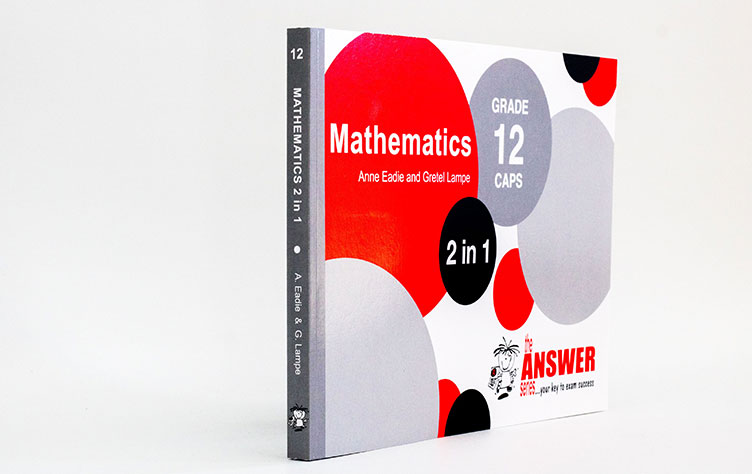 12
MATHEMATICS 2 in 1
A. Eadie & G. Lampe
Mathematics
Anne Eadie and Gretel Lampe
GRADE
12
CAPS
2 in 1
the
ANSWER
series...your key to exam success